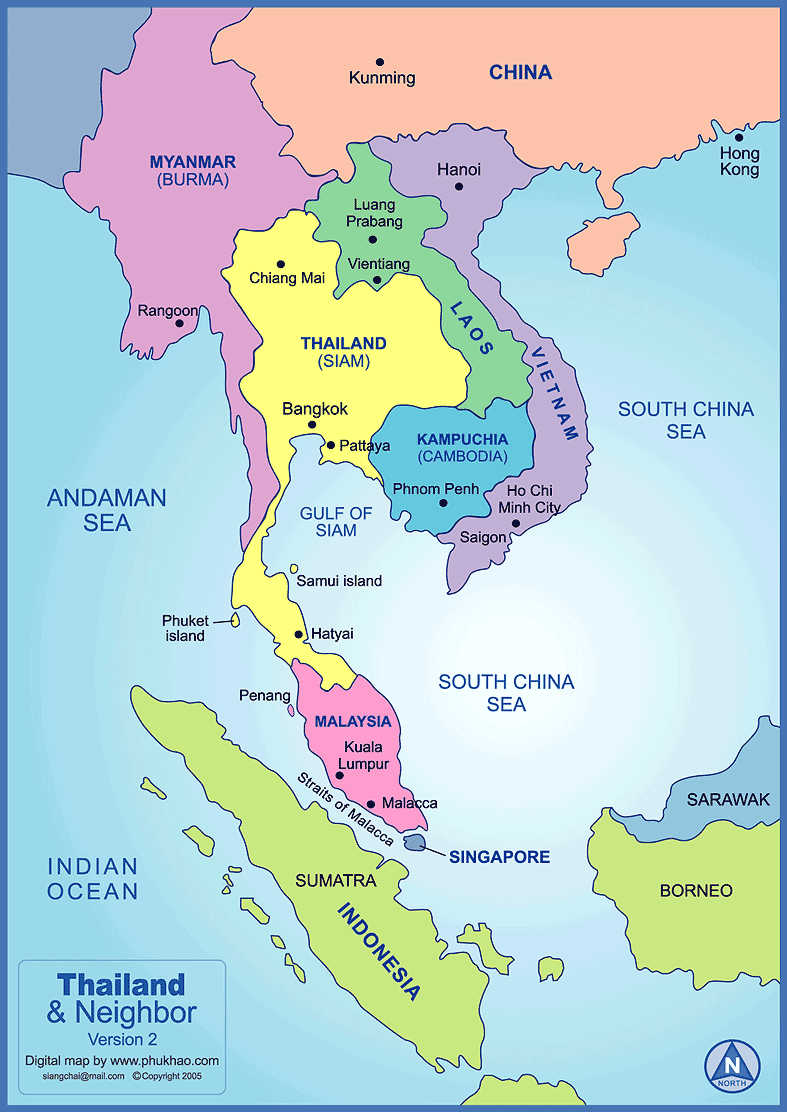 Kunming
CHINA
MYANMAR
(BURMA)
Hanoi
Hong
Kong
Luang
Prabang
Vientiang
Chiang Mai
Rangoon
LAOS
THAILAND
(SIAM)
VIETNAM
Bangkok
Pattaya
KAMPUCHIA
(CAMBODIA)
SOUTH CHINA
SEA
Phnom Penh
Ho Chi
Minh City
Saigon
ANDAMAN
SEA
GULF OF
SIAM
Samui island
Phuket
island
Hatyai
SOUTH CHINA
SEA
Penang
MALAYSIA
Kuala
Lumpur
Malacca
Straits of Malacca
SINGAPORE
SARAWAK
BORNEO
INDIAN
OCEAN
SUMATRA
INDONESIA
Thailand
& Neighbor
Version 2
Digital map by www.phukhao.com
siangchai@mail.com ©Copyright 2005
N
NORTH